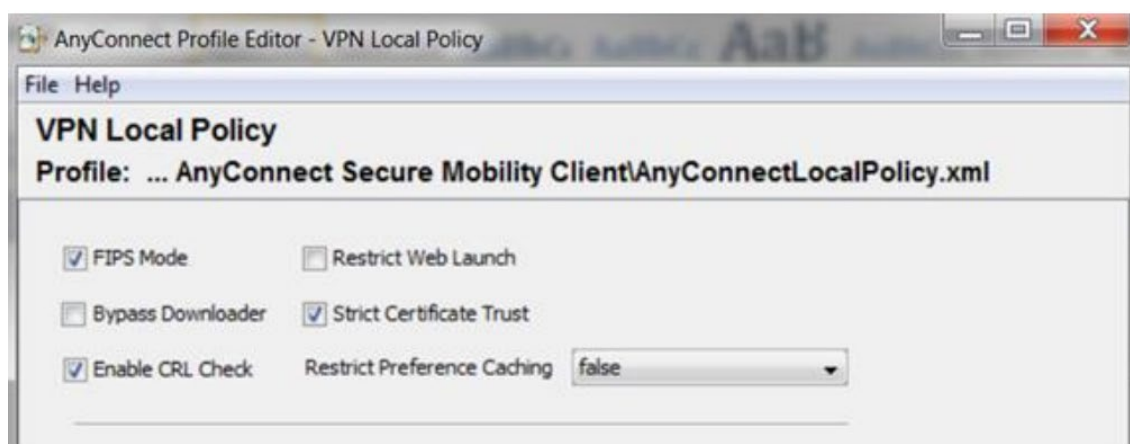 AnyConnect Profile Editor - VPN Local Policy
File Help
VPN Local Policy
Profile: ... AnyConnect Secure Mobility Client\AnyConnectLocalPolicy.xml
FIPS Mode Restrict Web Launch
Bypass Downloader Strict Certificate Trust
Enable CRL Check Restrict Preference Caching false